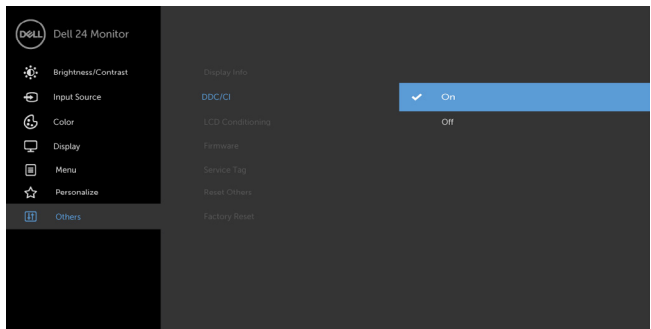 DELL Dell 24 Monitor
Brightness/Contrast
Input Source
Color
Display
Menu
Personalize
Others
Display Info
DDC/CI
LCD Conditioning
Firmware
Service Tag
Reset Others
Factory Reset
On
Off